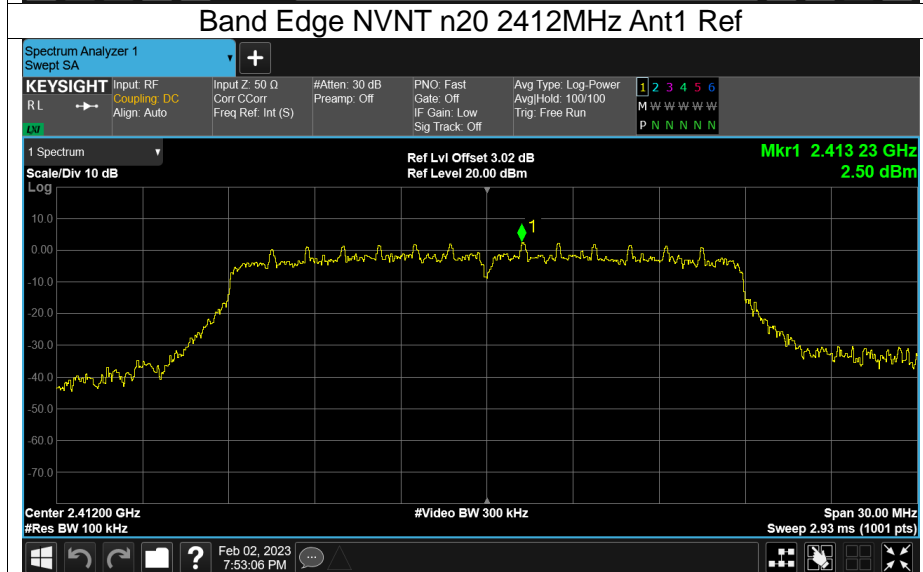 Band Edge NVNT n20 2412MHz Ant1 Ref
Spectrum Analyzer 1
Swept SA
+
KEYSIGHT
R L
LXI
Input: RF
Coupling: DC
Align: Auto
Input Z: 50 Ω
Corr CCorr
Freq Ref: Int (S)
#Atten: 30 dB
Preamp: Off
PNO: Fast
Gate: Off
IF Gain: Low
Sig Track: Off
Avg Type: Log-Power
Avg|Hold: 100/100
Trig: Free Run
1 2 3 4 5 6
M W W W W W
P N N N N N
1 Spectrum
Scale/Div 10 dB
Ref Lvl Offset 3.02 dB
Ref Level 20.00 dBm
Mkr1 2.413 23 GHz
2.50 dBm
Log
10.0
0.00
-10.0
-20.0
-30.0
-40.0
-50.0
-60.0
-70.0
1
Center 2.41200 GHz
#Res BW 100 kHz
#Video BW 300 kHz
Span 30.00 MHz
Sweep 2.93 ms (1001 pts)
?
Feb 02, 2023
7:53:06 PM